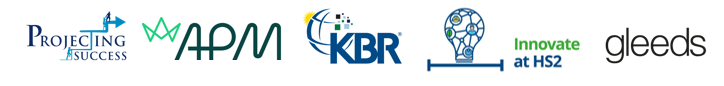 PROJECTING
SUCCESS
APM
KBR
Innovate
at HS2
gleeds